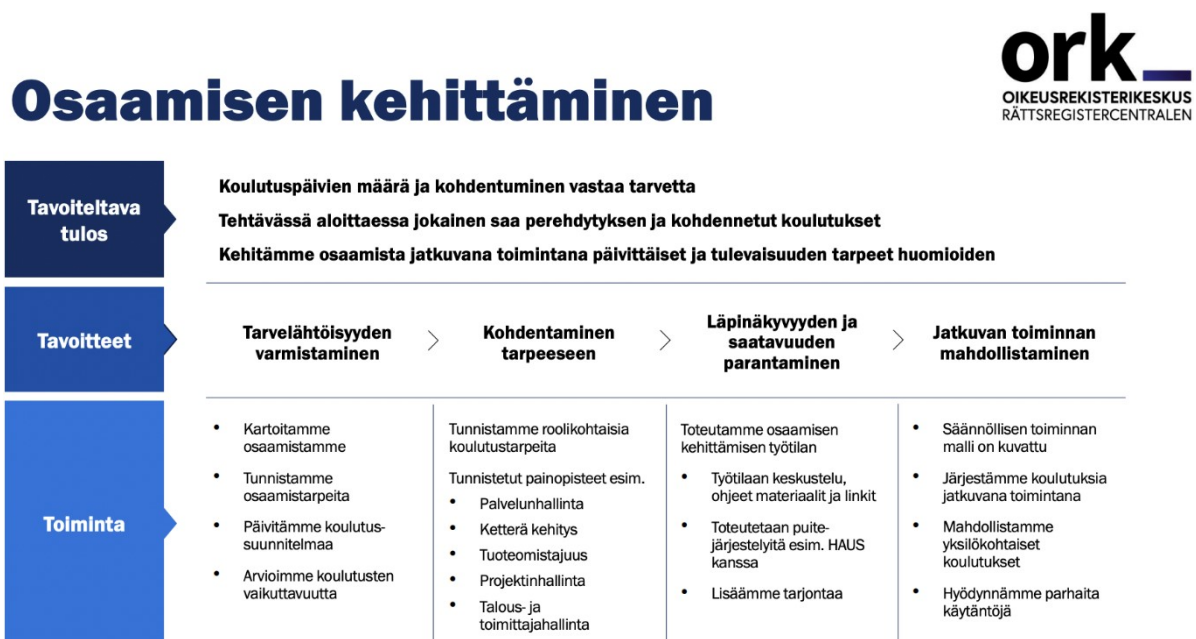 ork_
OIKEUSREKISTERIKESKUS
RÄTTSREGISTERCENTRALEN
Osaamisen kehittäminen
Tavoiteltava
tulos
Koulutuspäivien määrä ja kohdentuminen vastaa tarvetta
Tehtävässä aloittaessa jokainen saa perehdytyksen ja kohdennetut koulutukset
Kehitämme osaamista jatkuvana toimintana päivittäiset ja tulevaisuuden tarpeet huomioiden
Tavoitteet
Tarvelähtöisyyden
varmistaminen
Kohdentaminen
tarpeeseen
Läpinäkyvyyden ja
saatavuuden
parantaminen
Jatkuvan toiminnan
mahdollistaminen
Toiminta
• Kartoitamme
osaamistamme
• Tunnistamme
osaamistarpeita
• Päivitämme koulutus-
suunnitelmaa
• Arvioimme koulutusten
vaikuttavuutta
Tunnistamme roolikohtaisia
koulutustarpeita
Tunnistetut painopisteet esim.
• Palvelunhallinta
• Ketterä kehitys
• Tuoteomistajuus
• Projektinhallinta
• Talous- ja
toimittajahallinta
Toteutamme osaamisen
kehittämisen työtilan
• Työtilaan keskustelu,
ohjeet materiaalit ja linkit
• Toteutetaan puite-
järjestelyitä esim. HAUS
kanssa
• Lisäämme tarjontaa
• Säännöllisen toiminnan
malli on kuvattu
• Järjestämme koulutuksia
jatkuvana toimintana
• Mahdollistamme
yksilökohtaiset
koulutukset
• Hyödynnämme parhaita
käytäntöjä